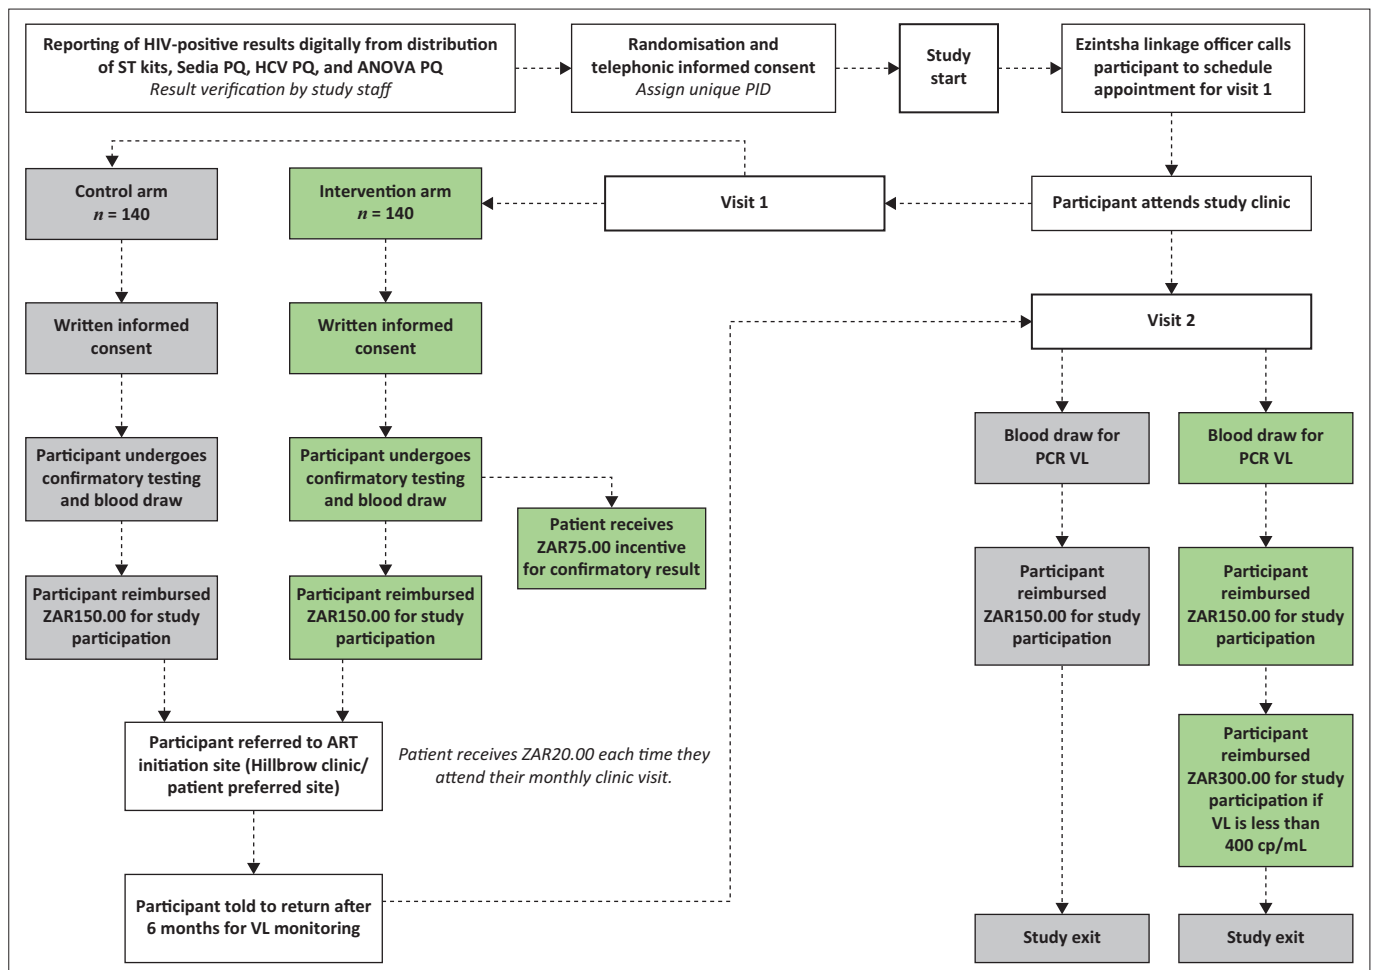 Reporting of HIV-positive results digitally from distribution
of ST kits, Sedia PQ, HCV PQ, and ANOVA PQ
Result verification by study staff
Randomisation and
telephonic informed consent
Assign unique PID
Study
start
Ezintsha linkage officer calls
participant to schedule
appointment for visit 1
Control arm
n = 140
Intervention arm
n = 140
Visit 1
Participant attends study clinic
Written informed
consent
Written informed
consent
Visit 2
Participant undergoes
confirmatory testing
and blood draw
Participant undergoes
confirmatory testing
and blood draw
Patient receives
ZAR75.00 incentive
for confirmatory result
Blood draw for
PCR VL
Blood draw for
PCR VL
Participant reimbursed
ZAR150.00 for study
participation
Participant reimbursed
ZAR150.00 for study
participation
Participant
reimbursed
ZAR150.00 for study
participation
Participant
reimbursed
ZAR150.00 for study
participation
Participant referred to ART
initiation site (Hillbrow clinic/
patient preferred site)
Patient receives ZAR20.00 each time they
attend their monthly clinic visit.
Participant
reimbursed
ZAR300.00 for study
participation if
VL is less than
400 cp/mL
Participant told to return after
6 months for VL monitoring
Study exit
Study exit